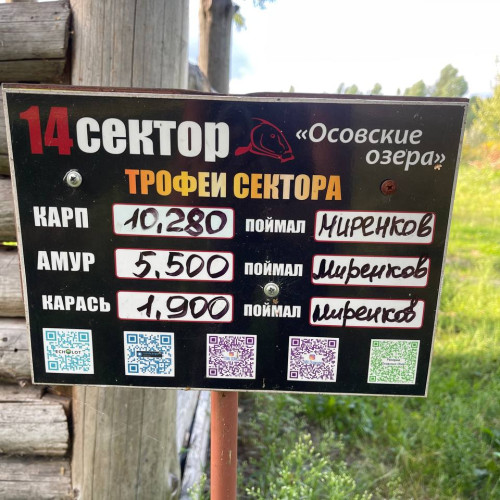 14 сектор «Осовские
озера»
ТРОФЕИ СЕКТОРА
КАРП 10,280 ПОЙМАЛ МИРЕНКОВ
АМУР 5,500 ПОЙМАЛ Миренков
КАРАСЬ 1,900 ПОЙМАЛ Миренков